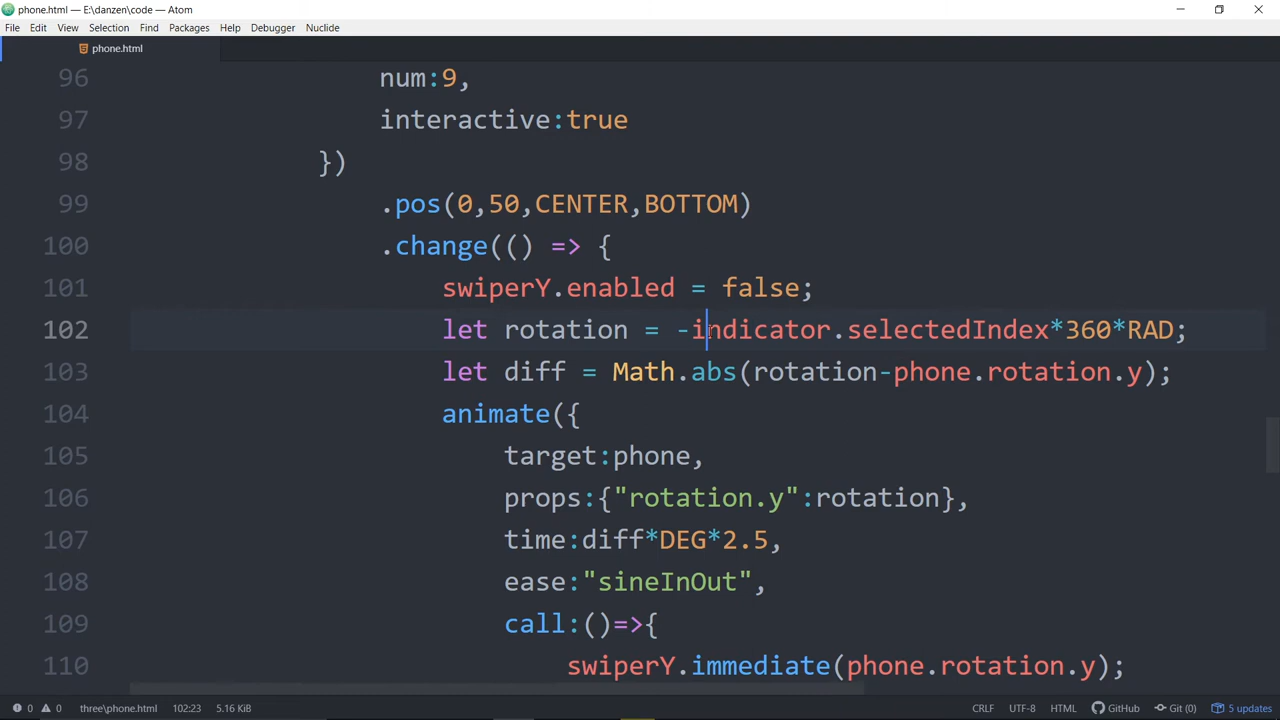 phone.html — E:\danzen\code — Atom
File Edit View Selection Find Packages Help Debugger Nuclide
phone.html
96 num:9,
97 interactive:true
98 })
99 .pos(0,50,CENTER,BOTTOM)
100 .change(() => {
101 swiperY.enabled = false;
102 let rotation = -indicator.selectedIndex*360*RAD;
103 let diff = Math.abs(rotation-phone.rotation.y);
104 animate({
105 target:phone,
106 props:{"rotation.y":rotation},
107 time:diff*DEG*2.5,
108 ease:"sineInOut",
109 call:()=>{
110 swiperY.immediate(phone.rotation.y);
0 0 three\phone.html 102:23 5.16 KiB CRLF UTF-8 HTML GitHub Git (0) 5 updates